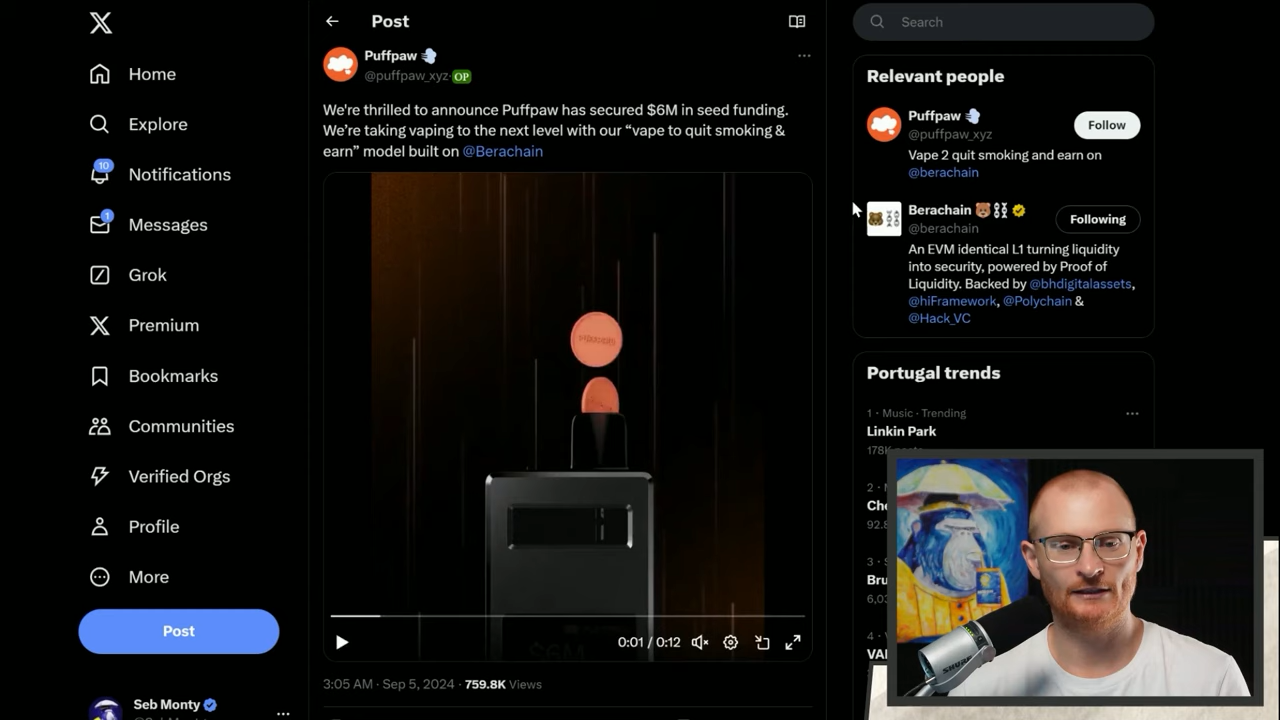 Home
Explore
10
Notifications
1
Messages
Grok
Premium
Bookmarks
Communities
Verified Orgs
Profile
More
Post
Seb Monty
Post
Puffpaw
@puffpaw_xyz · OP
We're thrilled to announce Puffpaw has secured $6M in seed funding.
We're taking vaping to the next level with our “vape to quit smoking &
earn” model built on @Berachain
$6M
0:01 / 0:12
3:05 AM · Sep 5, 2024 · 759.8K Views
Search
Relevant people
Puffpaw
@puffpaw_xyz
Follow
Vape 2 quit smoking and earn on
@berachain
Berachain
@berachain
Following
An EVM identical L1 turning liquidity
into security, powered by Proof of
Liquidity. Backed by @bhdigitalassets,
@hiFramework, @Polychain &
@Hack_VC
Portugal trends
1 · Music · Trending
Linkin Park
178K posts
2 ·
92.8
3 ·
Bru
6,03
4 ·
SHURE